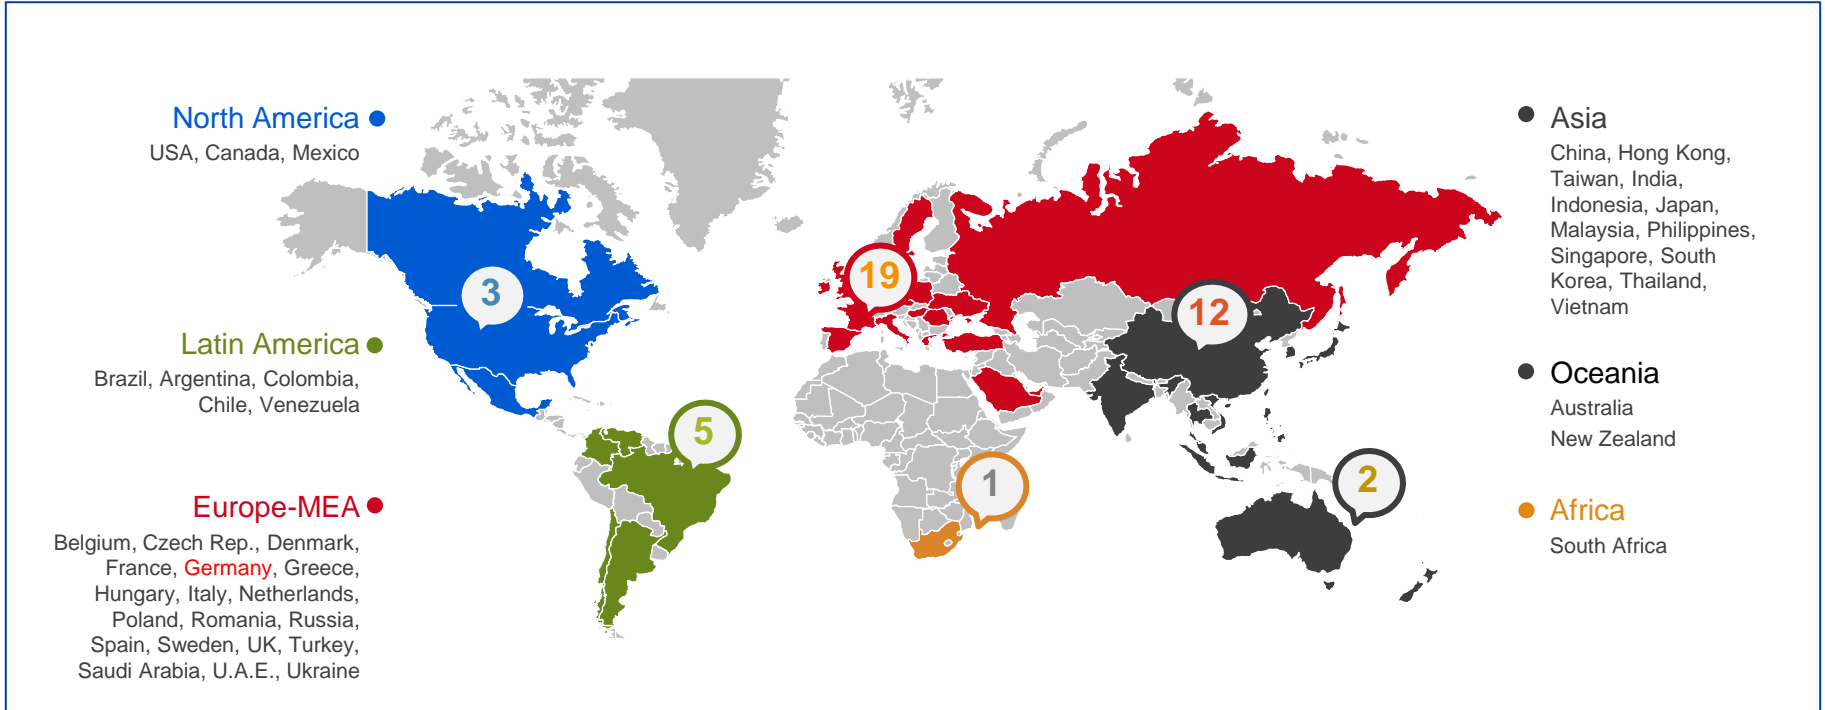 North America
USA, Canada, Mexico
3
Latin America
Brazil, Argentina, Colombia,
Chile, Venezuela
5
Europe-MEA
Belgium, Czech Rep., Denmark,
France, Germany, Greece,
Hungary, Italy, Netherlands,
Poland, Romania, Russia,
Spain, Sweden, UK, Turkey,
Saudi Arabia, U.A.E., Ukraine
19
12
1
2
Asia
China, Hong Kong,
Taiwan, India,
Indonesia, Japan,
Malaysia, Philippines,
Singapore, South
Korea, Thailand,
Vietnam
Oceania
Australia
New Zealand
Africa
South Africa